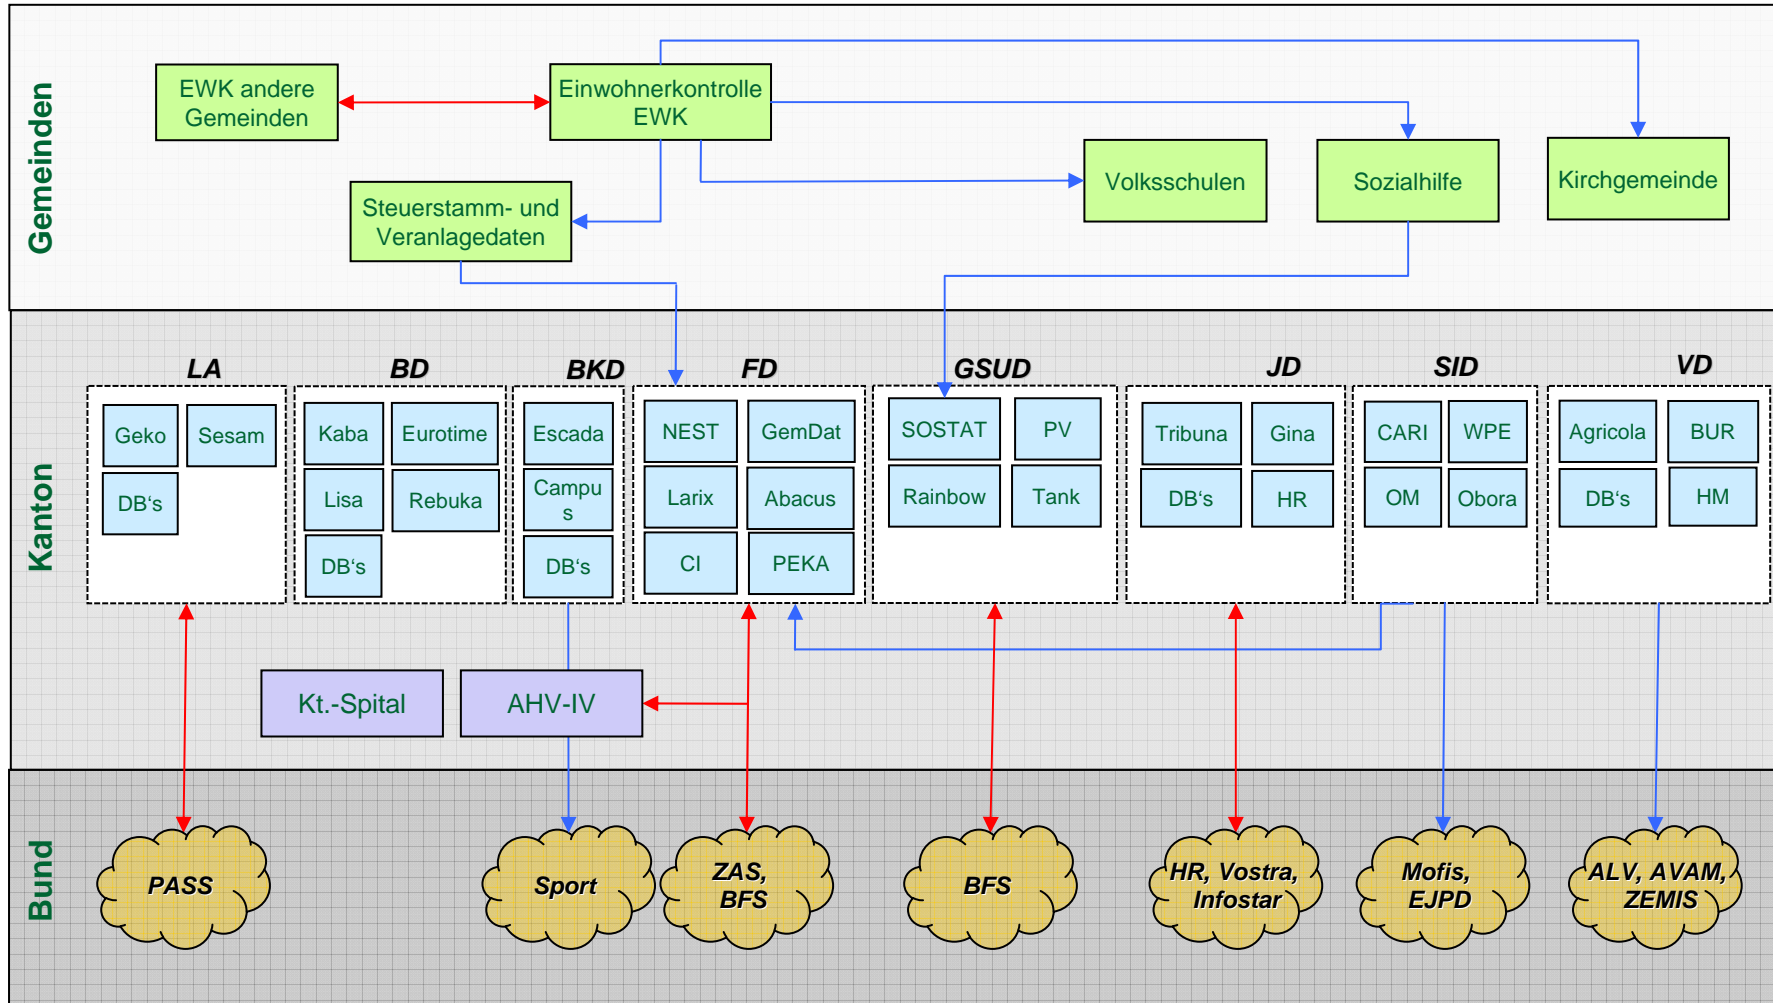 Gemeinden
EWK andere
Gemeinden
Einwohnerkontrolle
EWK
Volksschulen
Sozialhilfe
Kirchgemeinde
Steuerstamm- und
Veranlagedaten
Kanton
LA
BD
BKD
FD
GSUD
JD
SID
VD
Geko
Sesam
DB‘s
Kaba
Eurotime
Lisa
Rebuka
DB‘s
Escada
Campu
s
DB‘s
NEST
GemDat
Larix
Abacus
CI
PEKA
SOSTAT
PV
Rainbow
Tank
Tribuna
Gina
DB‘s
HR
CARI
WPE
OM
Obora
Agricola
BUR
DB‘s
HM
Kt.-Spital
AHV-IV
Bund
PASS
Sport
ZAS,
BFS
BFS
HR, Vostra,
Infostar
Mofis,
EJPD
ALV, AVAM,
ZEMIS